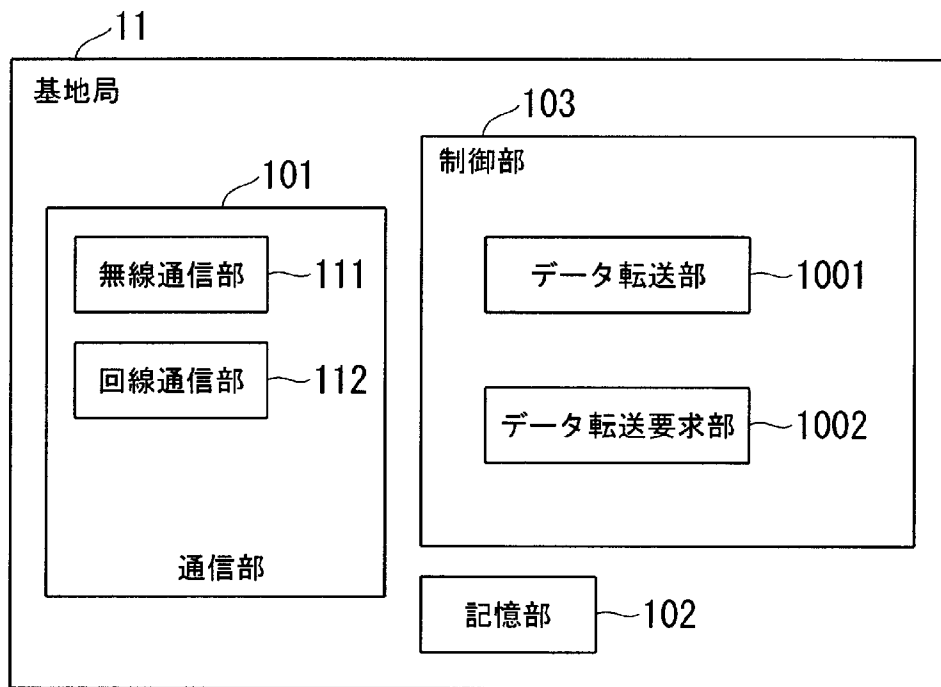 11
基地局
103
制御部
101
無線通信部
111
データ転送部
1001
回線通信部
112
データ転送要求部
1002
通信部
記憶部
102